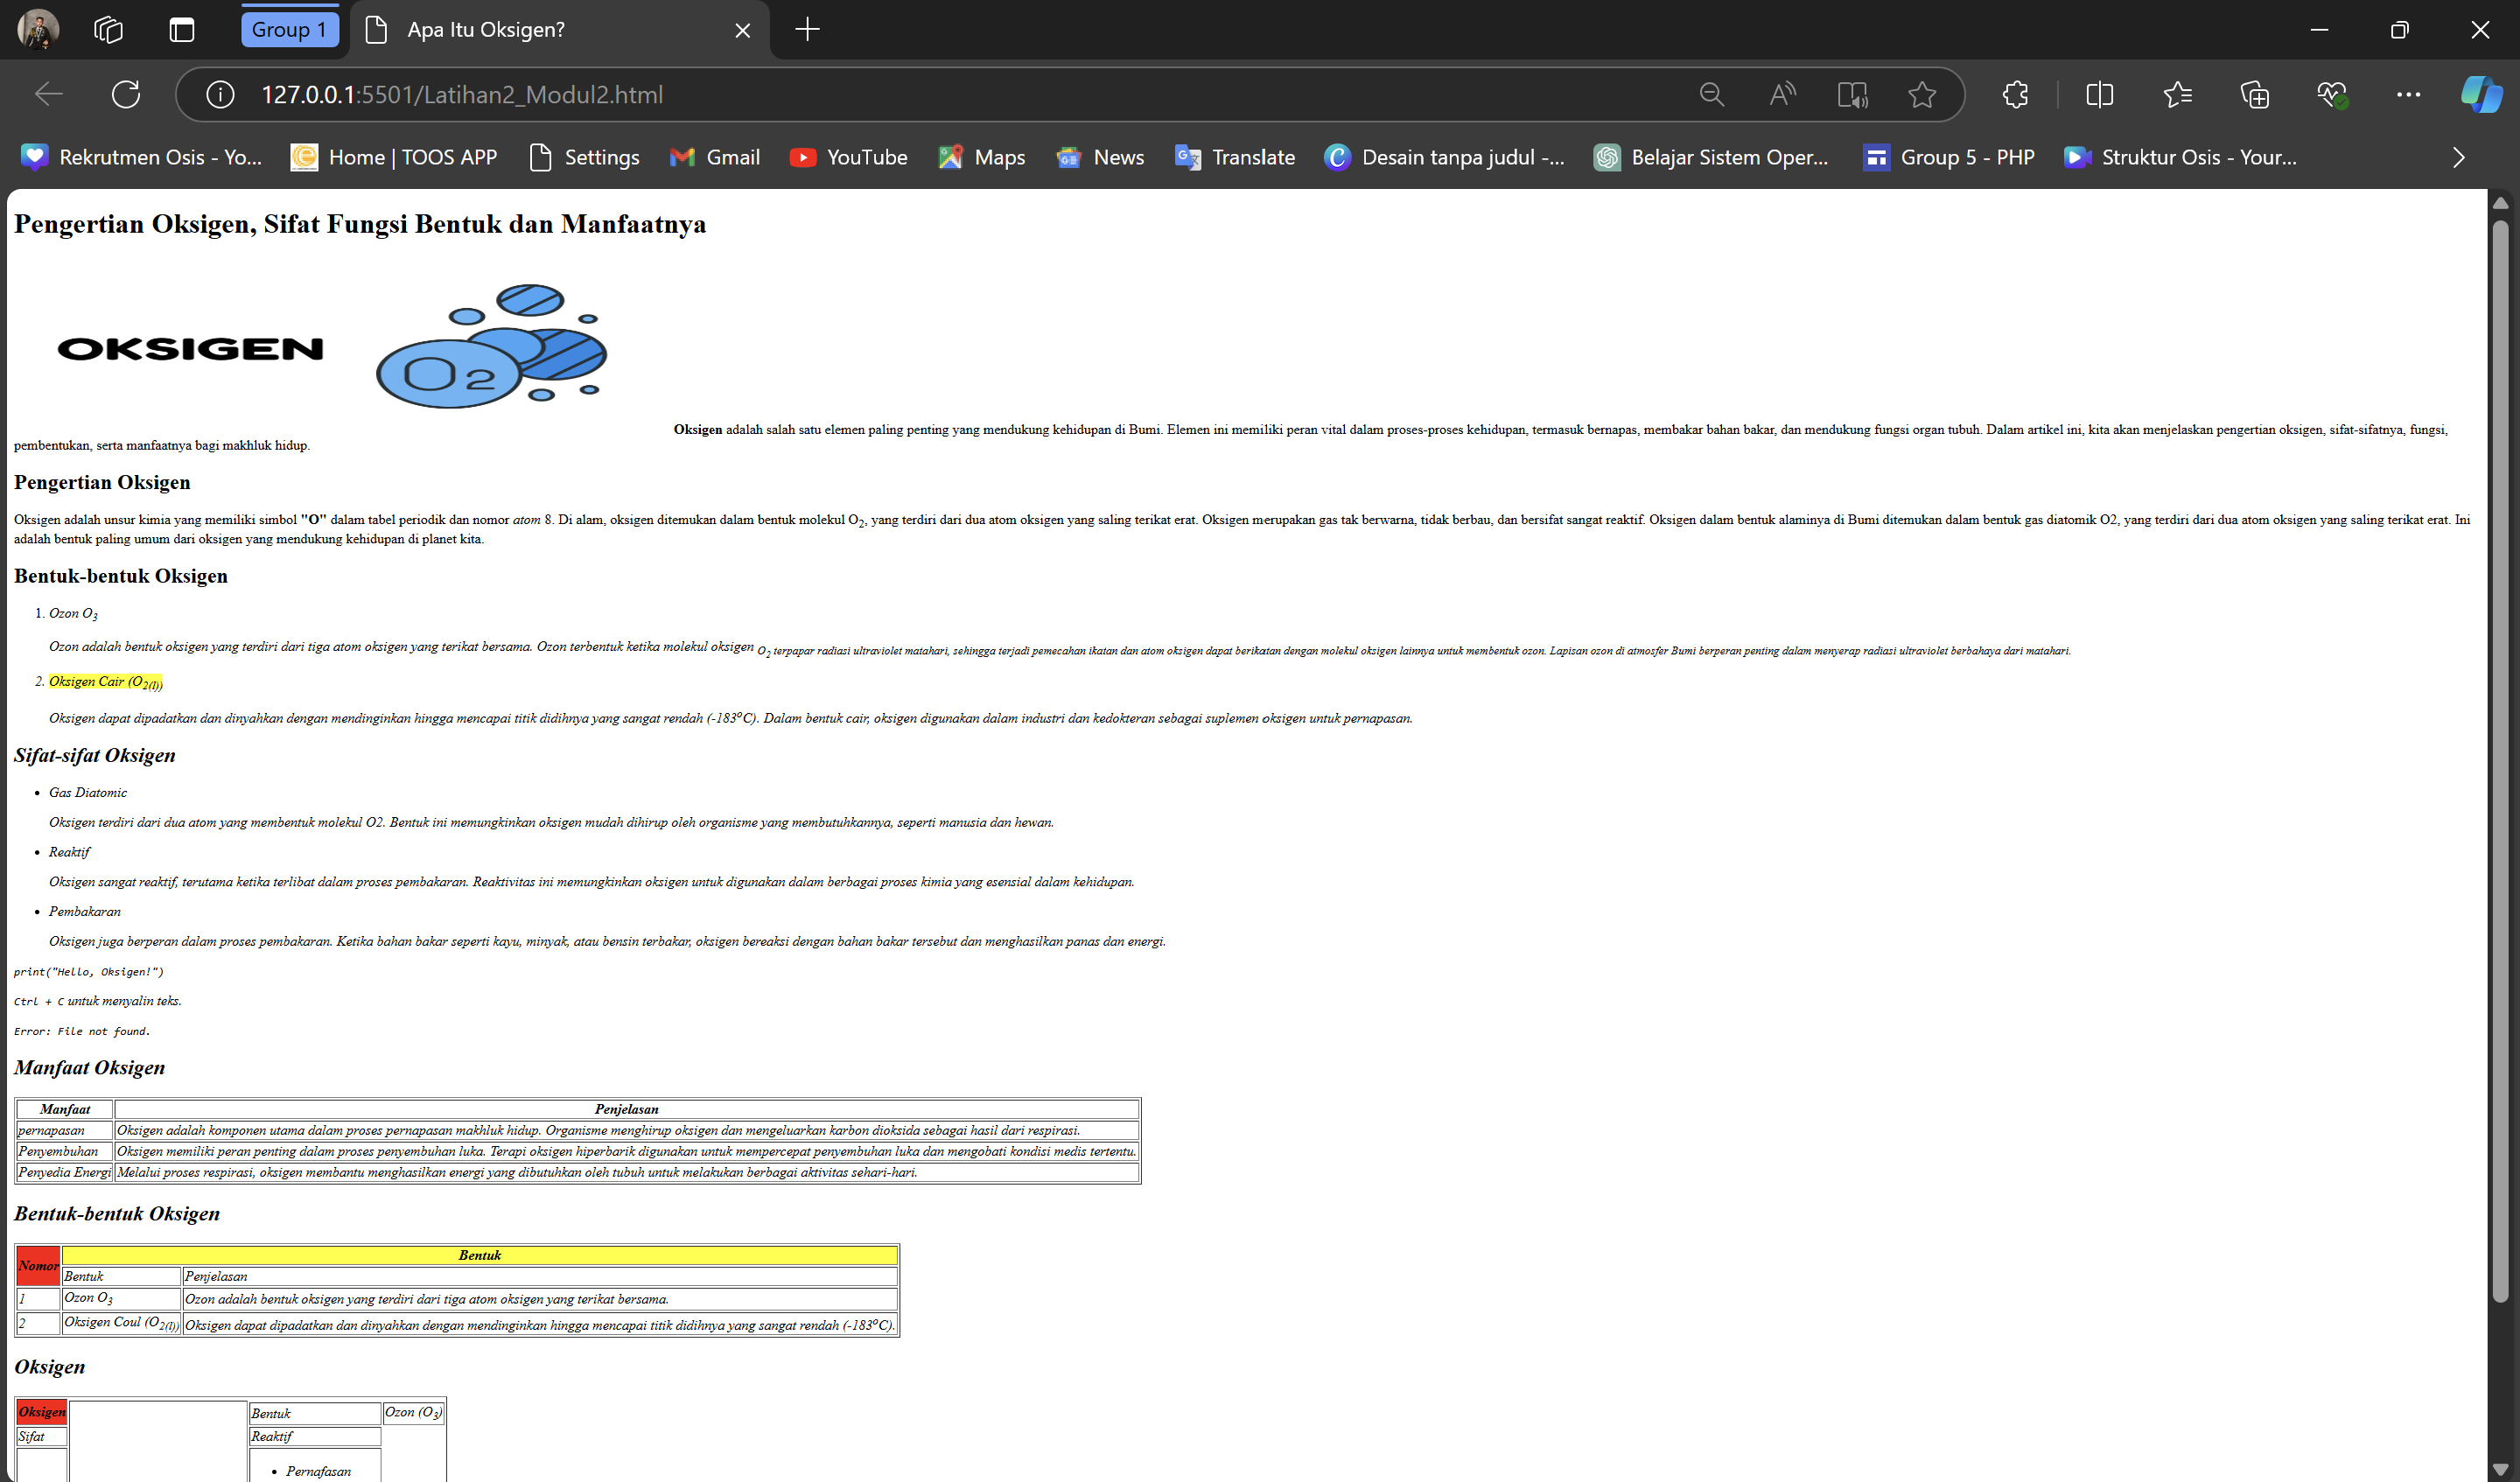 Group 1
Apa Itu Oksigen?
127.0.0.1:5501/Latihan2_Modul2.html
Rekrutmen Osis - Yo...
Home | TOOS APP
Settings
Gmail
YouTube
Maps
News
Translate
Desain tanpa judul -...
Belajar Sistem Oper...
Group 5 - PHP
Struktur Osis - Your...
Pengertian Oksigen, Sifat Fungsi Bentuk dan Manfaatnya
OKSIGEN
O2
Oksigen adalah salah satu elemen paling penting yang mendukung kehidupan di Bumi. Elemen ini memiliki peran vital dalam proses-proses kehidupan, termasuk bernapas, membakar bahan bakar, dan mendukung fungsi organ tubuh. Dalam artikel ini, kita akan menjelaskan pengertian oksigen, sifat-sifatnya, fungsi,
pembentukan, serta manfaatnya bagi makhluk hidup.
Pengertian Oksigen
Oksigen adalah unsur kimia yang memiliki simbol "O" dalam tabel periodik dan nomor atom 8. Di alam, oksigen ditemukan dalam bentuk molekul O2, yang terdiri dari dua atom oksigen yang saling terikat erat. Oksigen merupakan gas tak berwarna, tidak berbau, dan bersifat sangat reaktif. Oksigen dalam bentuk alaminya di Bumi ditemukan dalam bentuk gas diatomik O2, yang terdiri dari dua atom oksigen yang saling terikat erat. Ini
adalah bentuk paling umum dari oksigen yang mendukung kehidupan di planet kita.
Bentuk-bentuk Oksigen
1. Ozon O3
Ozon adalah bentuk oksigen yang terdiri dari tiga atom oksigen yang terikat bersama. Ozon terbentuk ketika molekul oksigen O2 terpapar radiasi ultraviolet matahari, sehingga terjadi pemecahan ikatan dan atom oksigen dapat berikatan dengan molekul oksigen lainnya untuk membentuk ozon. Lapisan ozon di atmosfer Bumi berperan penting dalam menyerap radiasi ultraviolet berbahaya dari matahari.
2. Oksigen Cair (O2(l))
Oksigen dapat dipadatkan dan dinyahkan dengan mendinginkan hingga mencapai titik didihnya yang sangat rendah (-183°C). Dalam bentuk cair, oksigen digunakan dalam industri dan kedokteran sebagai suplemen oksigen untuk pernapasan.
Sifat-sifat Oksigen
• Gas Diatomic
Oksigen terdiri dari dua atom yang membentuk molekul O2. Bentuk ini memungkinkan oksigen mudah dihirup oleh organisme yang membutuhkannya, seperti manusia dan hewan.
• Reaktif
Oksigen sangat reaktif, terutama ketika terlibat dalam proses pembakaran. Reaktivitas ini memungkinkan oksigen untuk digunakan dalam berbagai proses kimia yang esensial dalam kehidupan.
• Pembakaran
Oksigen juga berperan dalam proses pembakaran. Ketika bahan bakar seperti kayu, minyak, atau bensin terbakar, oksigen bereaksi dengan bahan bakar tersebut dan menghasilkan panas dan energi.
print("Hello, Oksigen!")
Ctrl + C untuk menyalin teks.
Error: File not found.
Manfaat Oksigen
Manfaat Penjelasan
pernapasan Oksigen adalah komponen utama dalam proses pernapasan makhluk hidup. Organisme menghirup oksigen dan mengeluarkan karbon dioksida sebagai hasil dari respirasi.
Penyembuhan Oksigen memiliki peran penting dalam proses penyembuhan luka. Terapi oksigen hiperbarik digunakan untuk mempercepat penyembuhan luka dan mengobati kondisi medis tertentu.
Penyedia Energi Melalui proses respirasi, oksigen membantu menghasilkan energi yang dibutuhkan oleh tubuh untuk melakukan berbagai aktivitas sehari-hari.
Bentuk-bentuk Oksigen
Nomor Bentuk
Bentuk Penjelasan
1 Ozon O3 Ozon adalah bentuk oksigen yang terdiri dari tiga atom oksigen yang terikat bersama.
2 Oksigen Coul (O2(l)) Oksigen dapat dipadatkan dan dinyahkan dengan mendinginkan hingga mencapai titik didihnya yang sangat rendah (-183°C).
Oksigen
Oksigen Bentuk Ozon (O3)
Sifat Reaktif
• Pernafasan